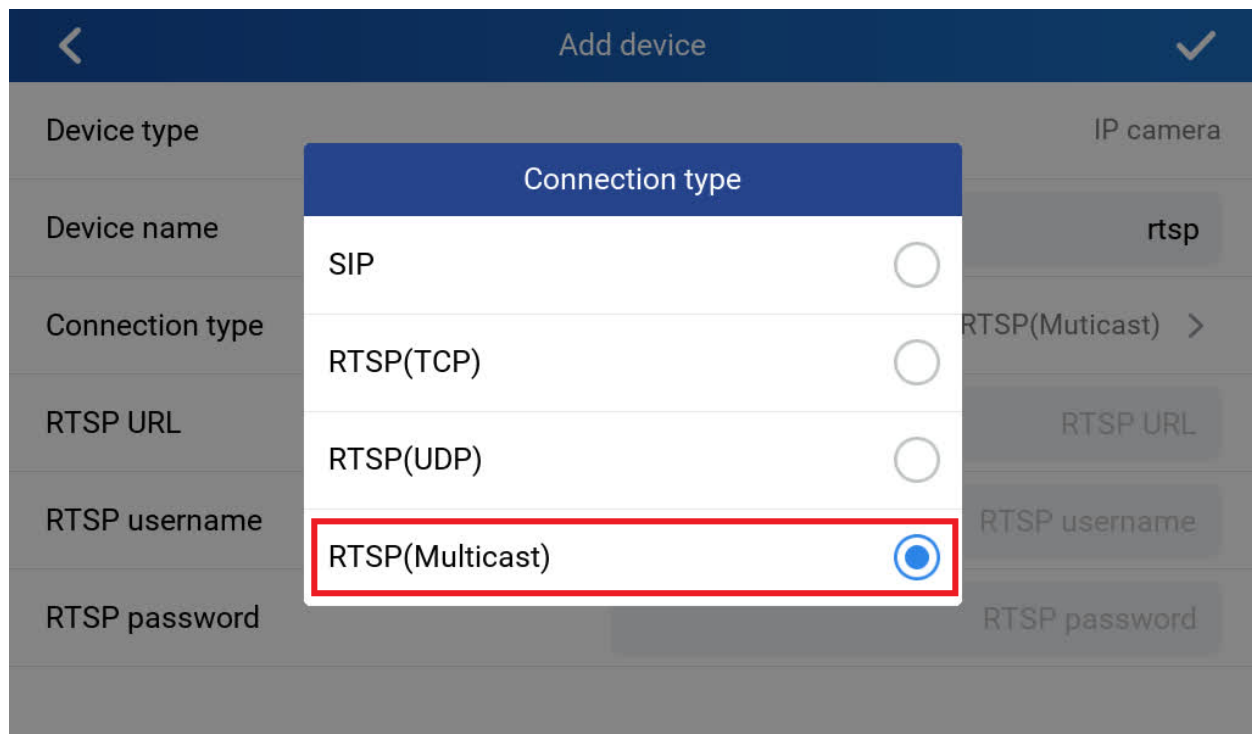 Add device
Device type IP camera
Connection type
Device name rtsp
SIP
Connection type RTSP(Muticast)
RTSP(TCP)
RTSP URL RTSP URL
RTSP(UDP)
RTSP username RTSP username
RTSP(Multicast)
RTSP password RTSP password